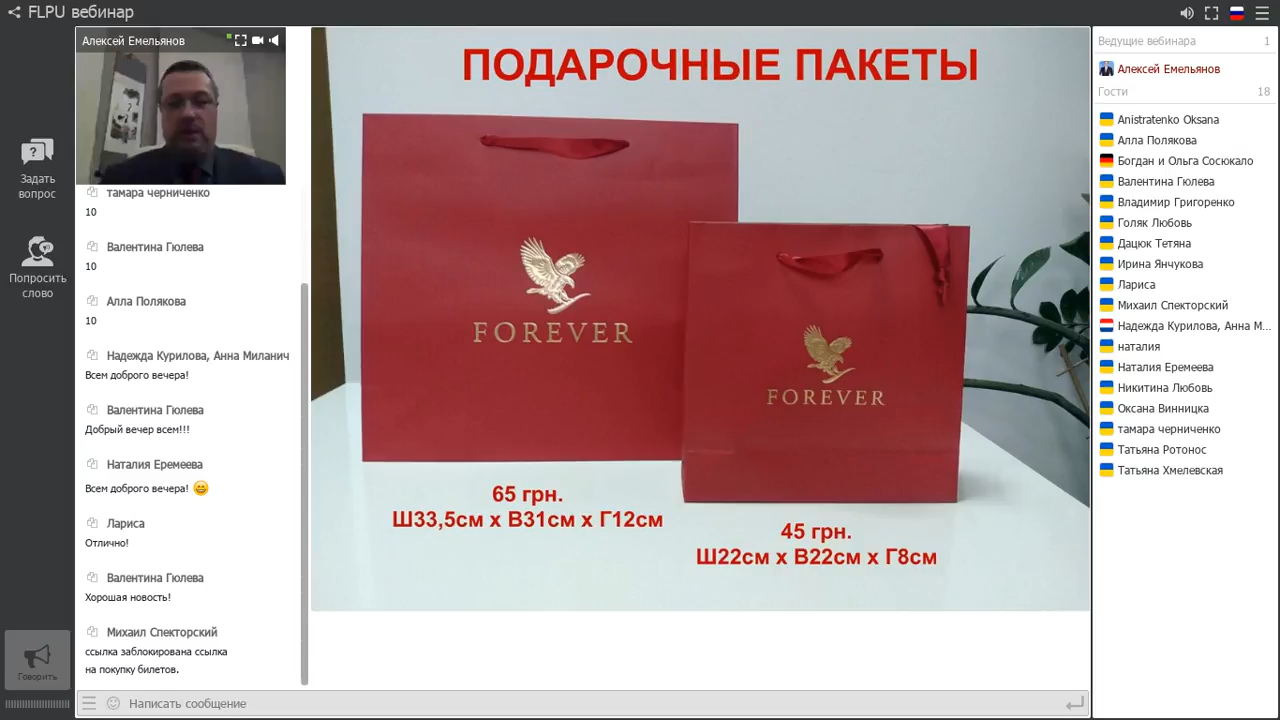 FLPU вебинар
Алексей Емельянов
Задать
вопрос
Попросить
слово
Говорить
тамара черниченко
10
Валентина Гюлева
10
Алла Полякова
10
Надежда Курилова, Анна Миланич
Всем доброго вечера!
Валентина Гюлева
Добрый вечер всем!!!
Наталия Еремеева
Всем доброго вечера!
Лариса
Отлично!
Валентина Гюлева
Хорошая новость!
Михаил Спекторский
ссылка заблокирована ссылка
на покупку билетов.
Написать сообщение
ПОДАРОЧНЫЕ ПАКЕТЫ
FOREVER
FOREVER
65 грн.
Ш33,5см х В31см х Г12см
45 грн.
Ш22см х В22см х Г8см
Ведущие вебинара 1
Алексей Емельянов
Гости 18
Anistratenko Oksana
Алла Полякова
Богдан и Ольга Сосюкало
Валентина Гюлева
Владимир Григоренко
Голяк Любовь
Дацюк Тетяна
Ирина Янчукова
Лариса
Михаил Спекторский
Надежда Курилова, Анна М...
наталия
Наталия Еремеева
Никитина Любовь
Оксана Винницка
тамара черниченко
Татьяна Ротонос
Татьяна Хмелевская